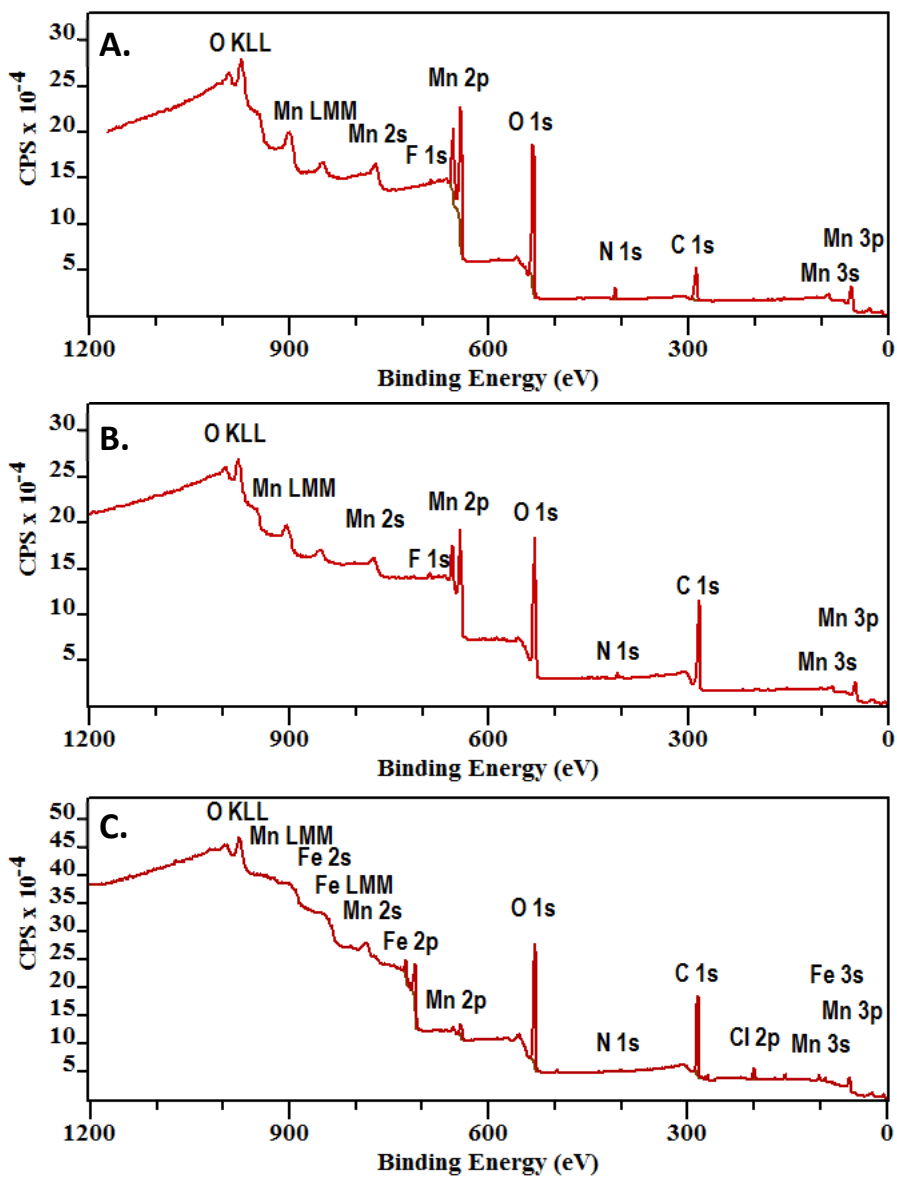 A.
O KLL
Mn LMM
Mn 2s
F 1s
Mn 2p
O 1s
N 1s
C 1s
Mn 3p
Mn 3s
CPS x 10-4
30
25
20
15
10
5
1200 900 600 300 0
Binding Energy (eV)
B.
O KLL
Mn LMM
Mn 2s
F 1s
Mn 2p
O 1s
N 1s
C 1s
Mn 3p
Mn 3s
CPS x 10-4
30
25
20
15
10
5
1200 900 600 300 0
Binding Energy (eV)
C.
O KLL
Mn LMM
Fe 2s
Fe LMM
Mn 2s
Fe 2p
Mn 2p
O 1s
N 1s
C 1s
Cl 2p
Fe 3s
Mn 3p
Mn 3s
CPS x 10-4
50
45
40
35
30
25
20
15
10
5
1200 900 600 300 0
Binding Energy (eV)